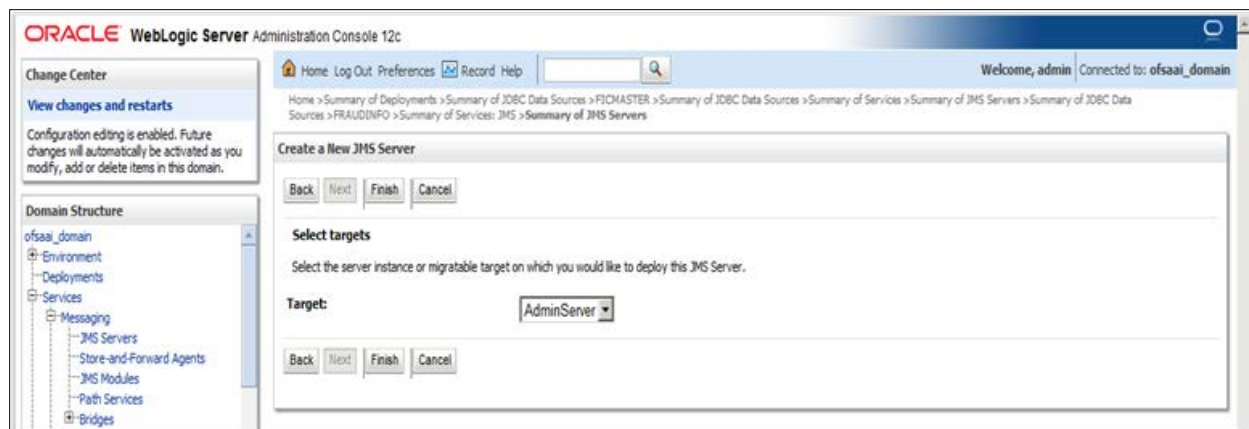 ORACLE WebLogic Server Administration Console 12c
Change Center
View changes and restarts
Configuration editing is enabled. Future
changes will automatically be activated as you
modify, add or delete items in this domain.
Domain Structure
ofsaai_domain
Environment
Deployments
Services
Messaging
JMS Servers
Store-and-Forward Agents
JMS Modules
Path Services
Bridges
Home Log Out Preferences Record Help
Welcome, admin Connected to: ofsaai_domain
Home >Summary of Deployments >Summary of JDBC Data Sources >FICMASTER >Summary of JDBC Data Sources >Summary of Services >Summary of JMS Servers >Summary of JDBC Data
Sources >FRAUDINFO >Summary of Services: JMS >Summary of JMS Servers
Create a New JMS Server
Back Next Finish Cancel
Select targets
Select the server instance or migratable target on which you would like to deploy this JMS Server.
Target: AdminServer
Back Next Finish Cancel